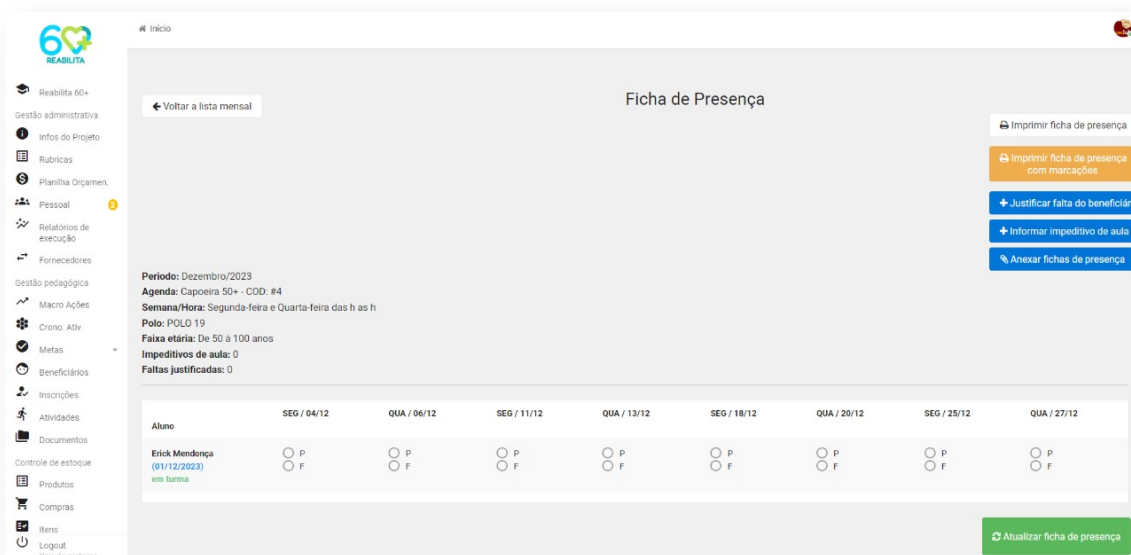 Início
60+
REABILITA
Reabilita 60+
Gestão administrativa
Infos do Projeto
Rubricas
Planilha Orçamen.
Pessoal 2
Relatórios de
execução
Fornecedores
Gestão pedagógica
Macro Ações
Crono. Ativ
Metas
Beneficiários
Inscrições
Atividades
Documentos
Controle de estoque
Produtos
Compras
Itens
Logout
Voltar a lista mensal
Ficha de Presença
Imprimir ficha de presença
Imprimir ficha de presença
com marcações
Justificar falta do beneficiár
Informar impeditivo de aula
Anexar fichas de presença
Periodo: Dezembro/2023
Agenda: Capoeira 50+ - COD: #4
Semana/Hora: Segunda-feira e Quarta-feira das h as h
Polo: POLO 19
Faixa etária: De 50 à 100 anos
Impeditivos de aula: 0
Faltas justificadas: 0
Aluno SEG / 04/12 QUA / 06/12 SEG / 11/12 QUA / 13/12 SEG / 18/12 QUA / 20/12 SEG / 25/12 QUA / 27/12
Erick Mendonça P P P P P P P P
(01/12/2023) F F F F F F F F
em turma
Atualizar ficha de presença